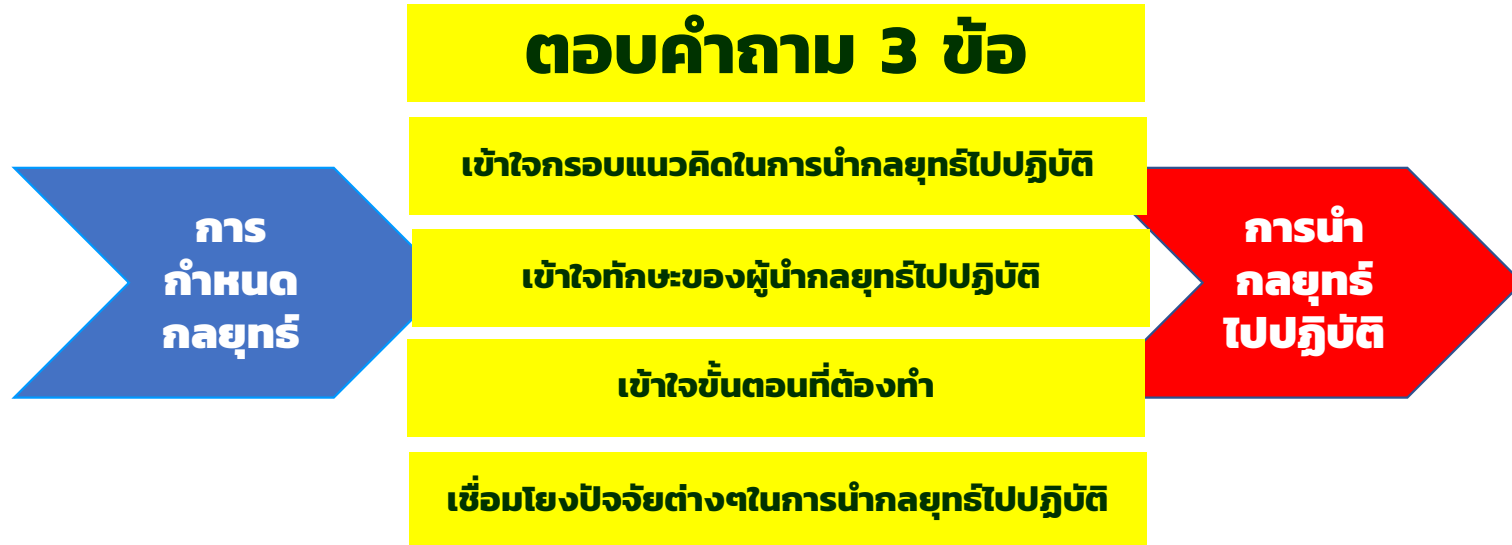 ตอบคำถาม 3 ข้อ
เข้าใจกรอบแนวคิดในการนำกลยุทธ์ไปปฏิบัติ
การ
กำหนด
กลยุทธ์
เข้าใจทักษะของผู้นำกลยุทธ์ไปปฏิบัติ
เข้าใจขั้นตอนที่ต้องทำ
เชื่อมโยงปัจจัยต่างๆในการนำกลยุทธ์ไปปฏิบัติ
การนำ
กลยุทธ์
ไปปฏิบัติ